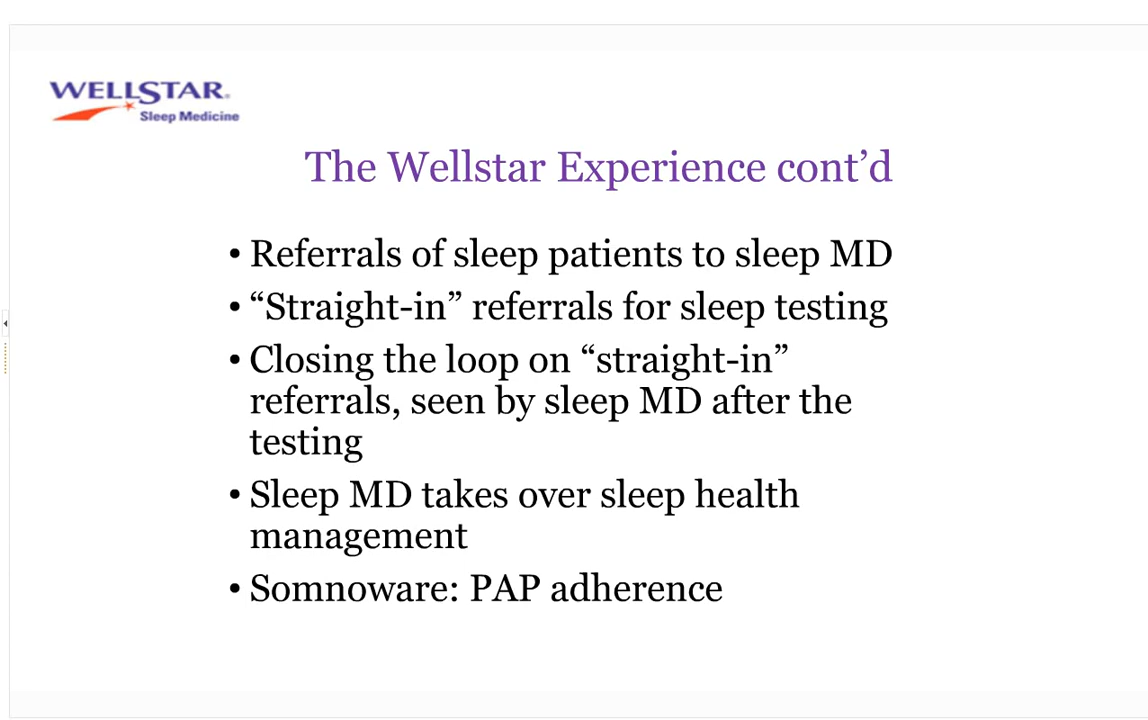 WELLSTAR®
Sleep Medicine
The Wellstar Experience cont’d
• Referrals of sleep patients to sleep MD
• “Straight-in” referrals for sleep testing
• Closing the loop on “straight-in”
referrals, seen by sleep MD after the
testing
• Sleep MD takes over sleep health
management
• Somnoware: PAP adherence